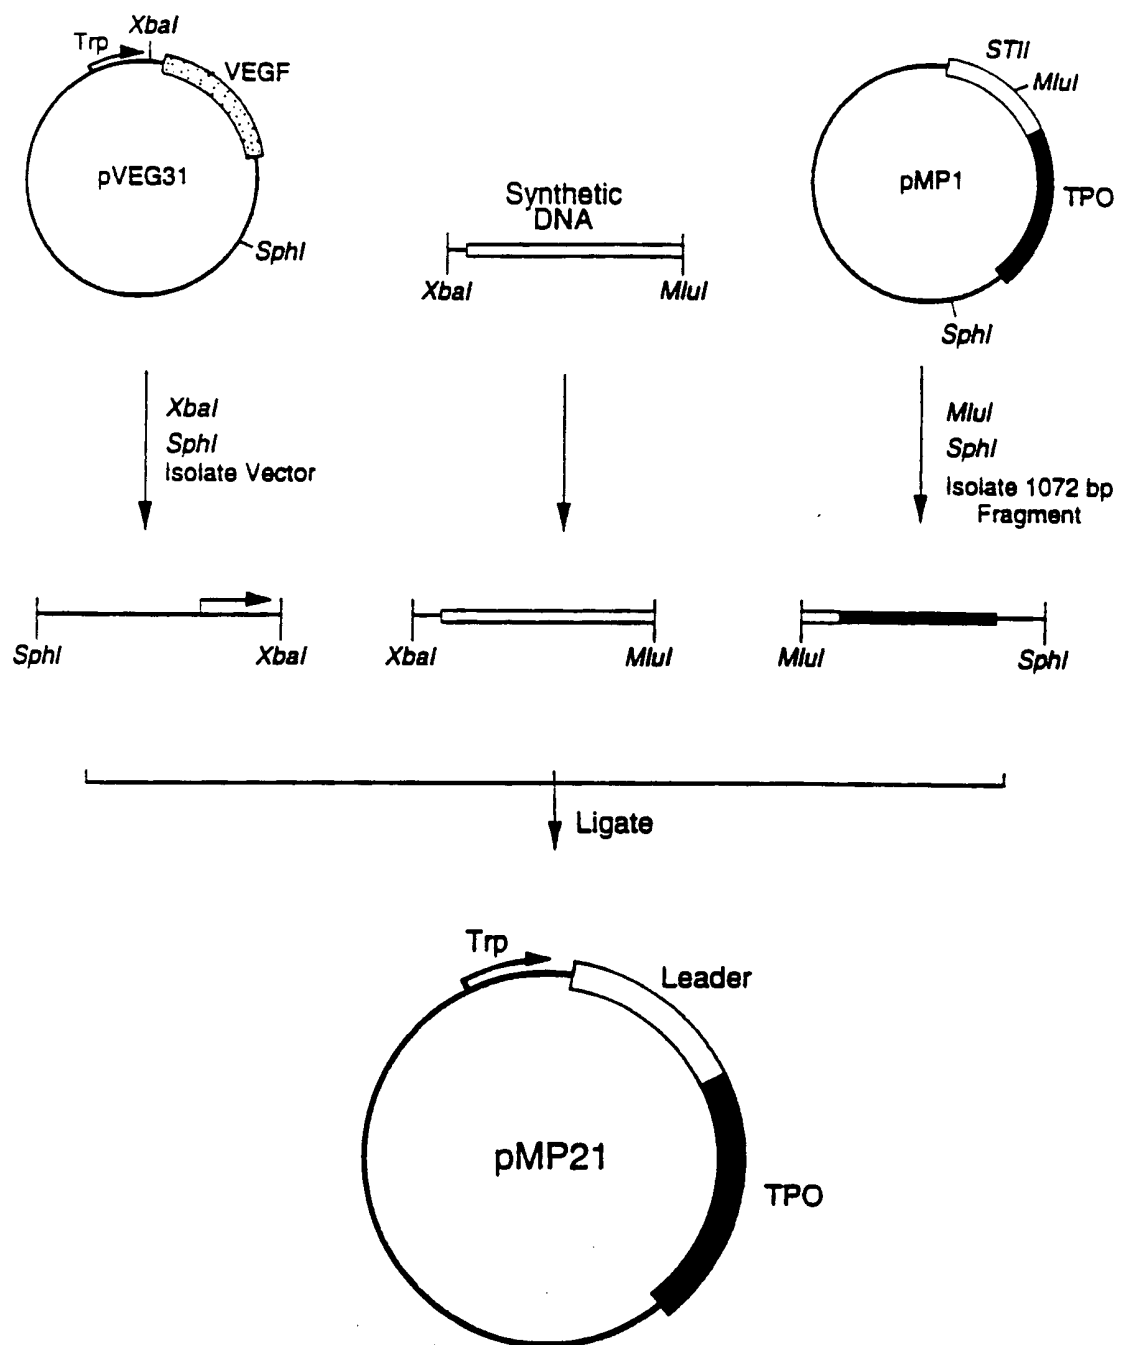 XbaI
Trp
VEGF
pVEG31
SphI
Synthetic
DNA
XbaI
MluI
STII
MluI
pMP1
TPO
SphI
XbaI
SphI
Isolate Vector
MluI
SphI
Isolate 1072 bp
Fragment
SphI
XbaI
XbaI
MluI
MluI
SphI
Ligate
Trp
Leader
pMP21
TPO